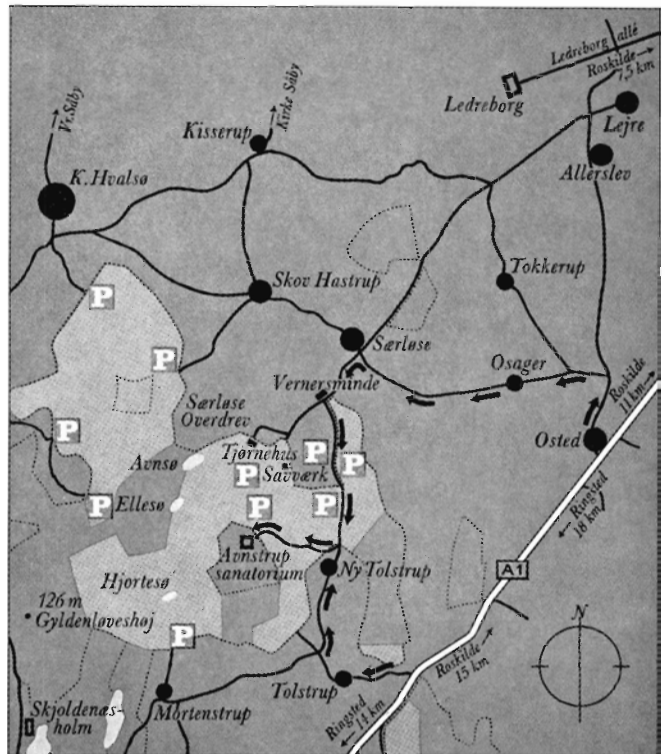 Ledreborg allé
Roskilde →
7,5 km
Ledreborg
Lejre
Vr. Såby
Kirke Såby
Kisserup
Allerslev
K. Hvalsø
Tokkerup
P
Skov Hastrup
P
Særløse
Osager
Vernersminde
Roskilde →
11 km
Særløse
Overdrev
Osted
P
Tjørnehus
Avnsø
Savværk
P
P
P
P
Ellesø
P
P
← Ringsted
18 km
Avnstrup
sanatorium
Ny Tolstrup
A1
Hjortesø
126 m
Gyldenløveshøj
N
P
Roskilde →
15 km
Tolstrup
Mortenstrup
Skjoldenæs-
holm
Ringsted
← 14 km